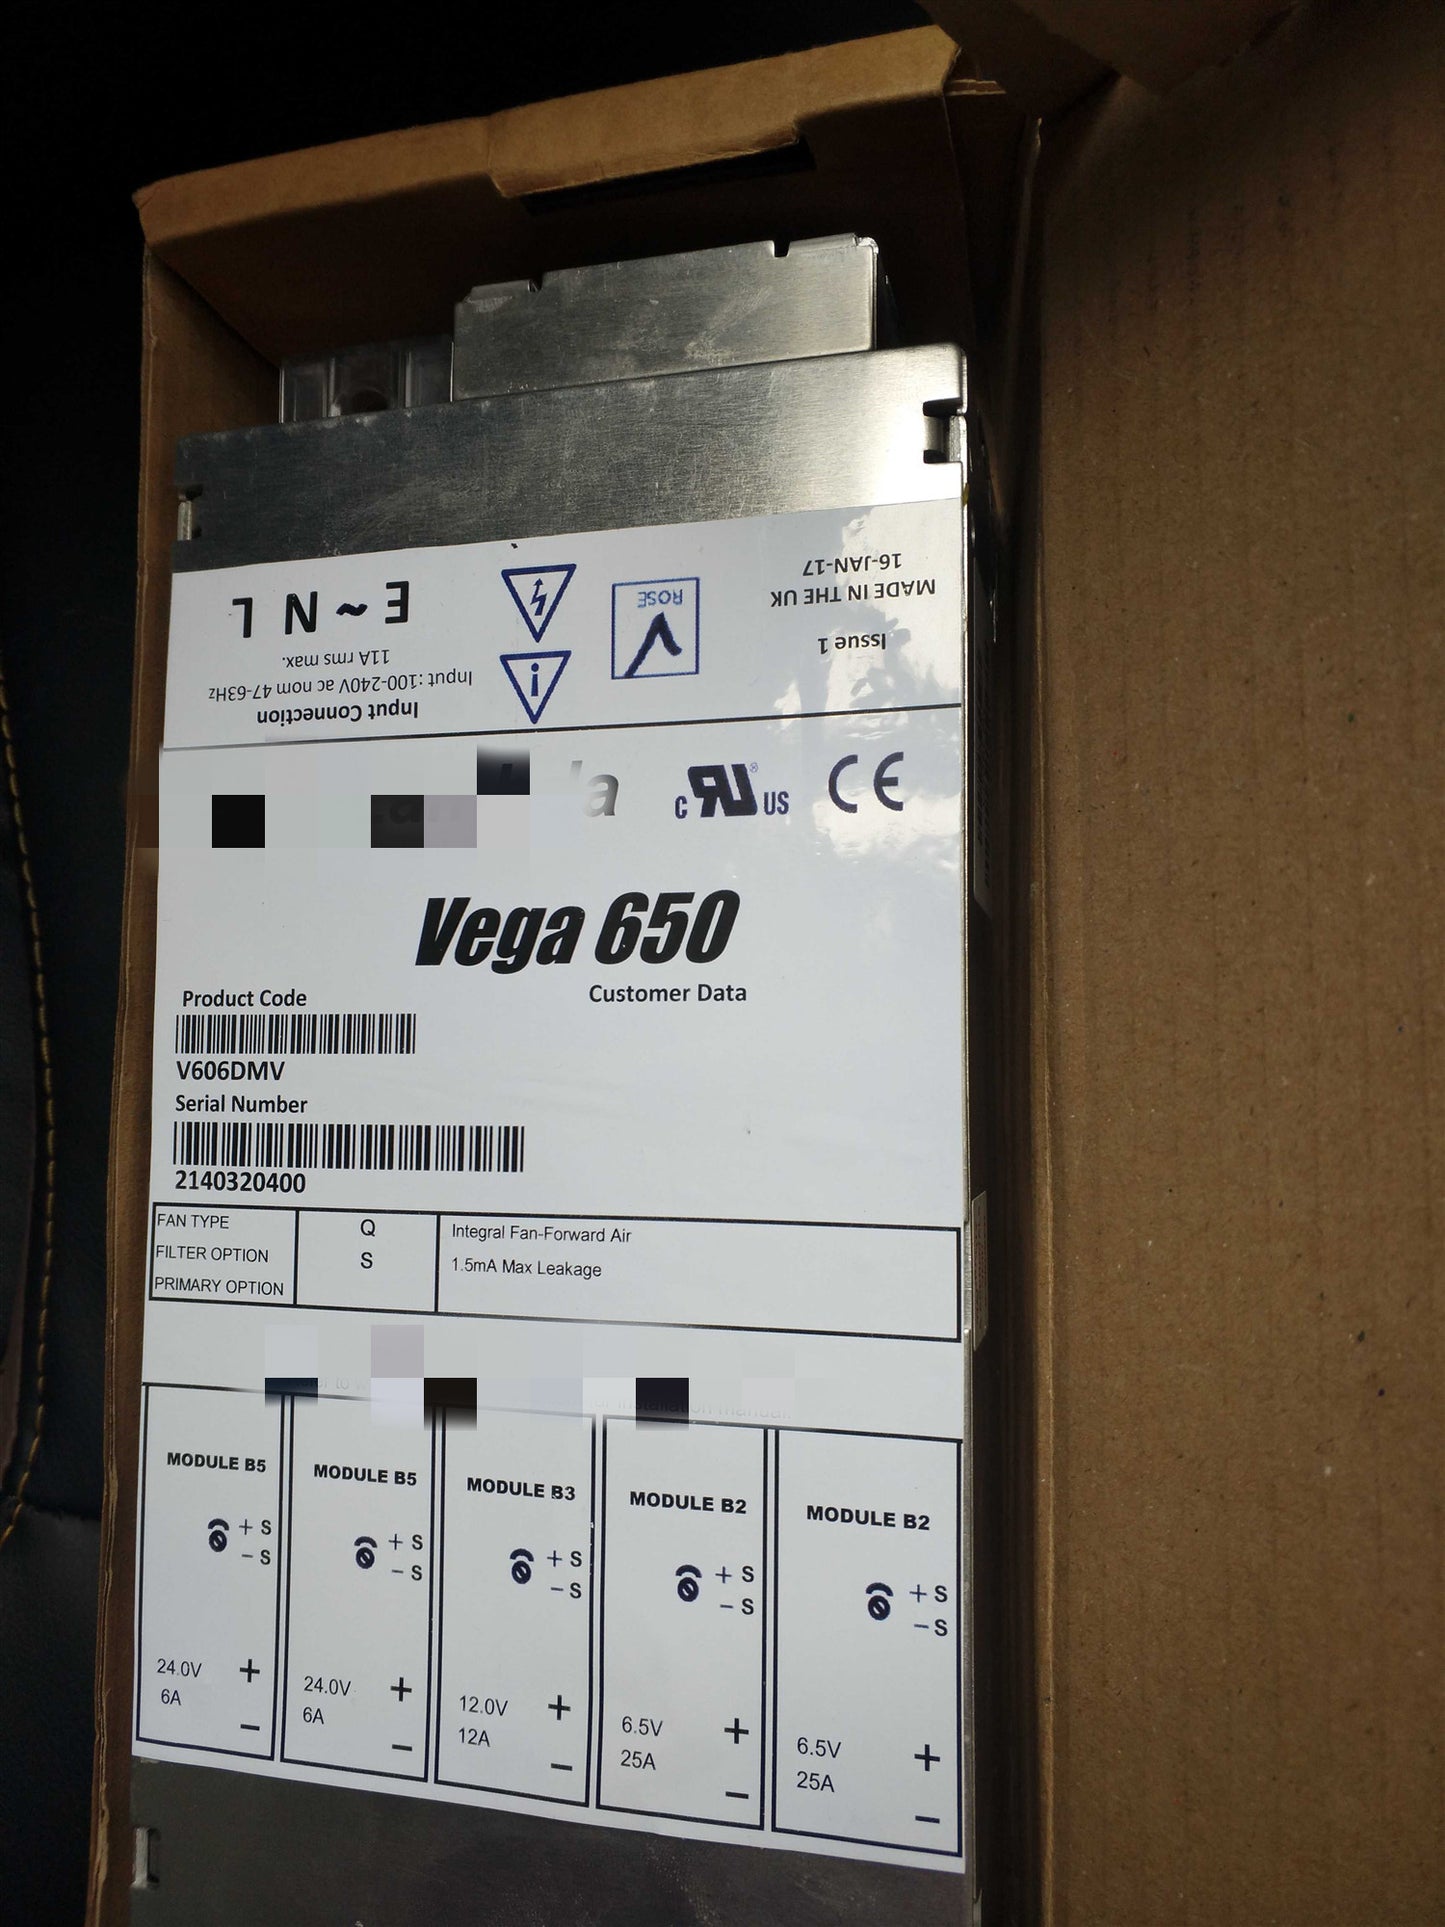 MADE IN THE UK
16-JAN-17
Issue 1
ROSE
E ~ N L
Input Connection
Input :100-240V ac nom 47-63Hz
11A rms max.
c RU ® US CE
Vega 650
Customer Data
Product Code
V606DMV
Serial Number
2140320400
FAN TYPE Q Integral Fan-Forward Air
FILTER OPTION S 1.5mA Max Leakage
PRIMARY OPTION
installation manual.
MODULE B5 MODULE B5 MODULE B3 MODULE B2 MODULE B2
+ S + S + S + S + S
- S - S - S - S - S
24.0V + 24.0V + 12.0V + 6.5V + 6.5V +
6A - 6A - 12A - 25A - 25A -